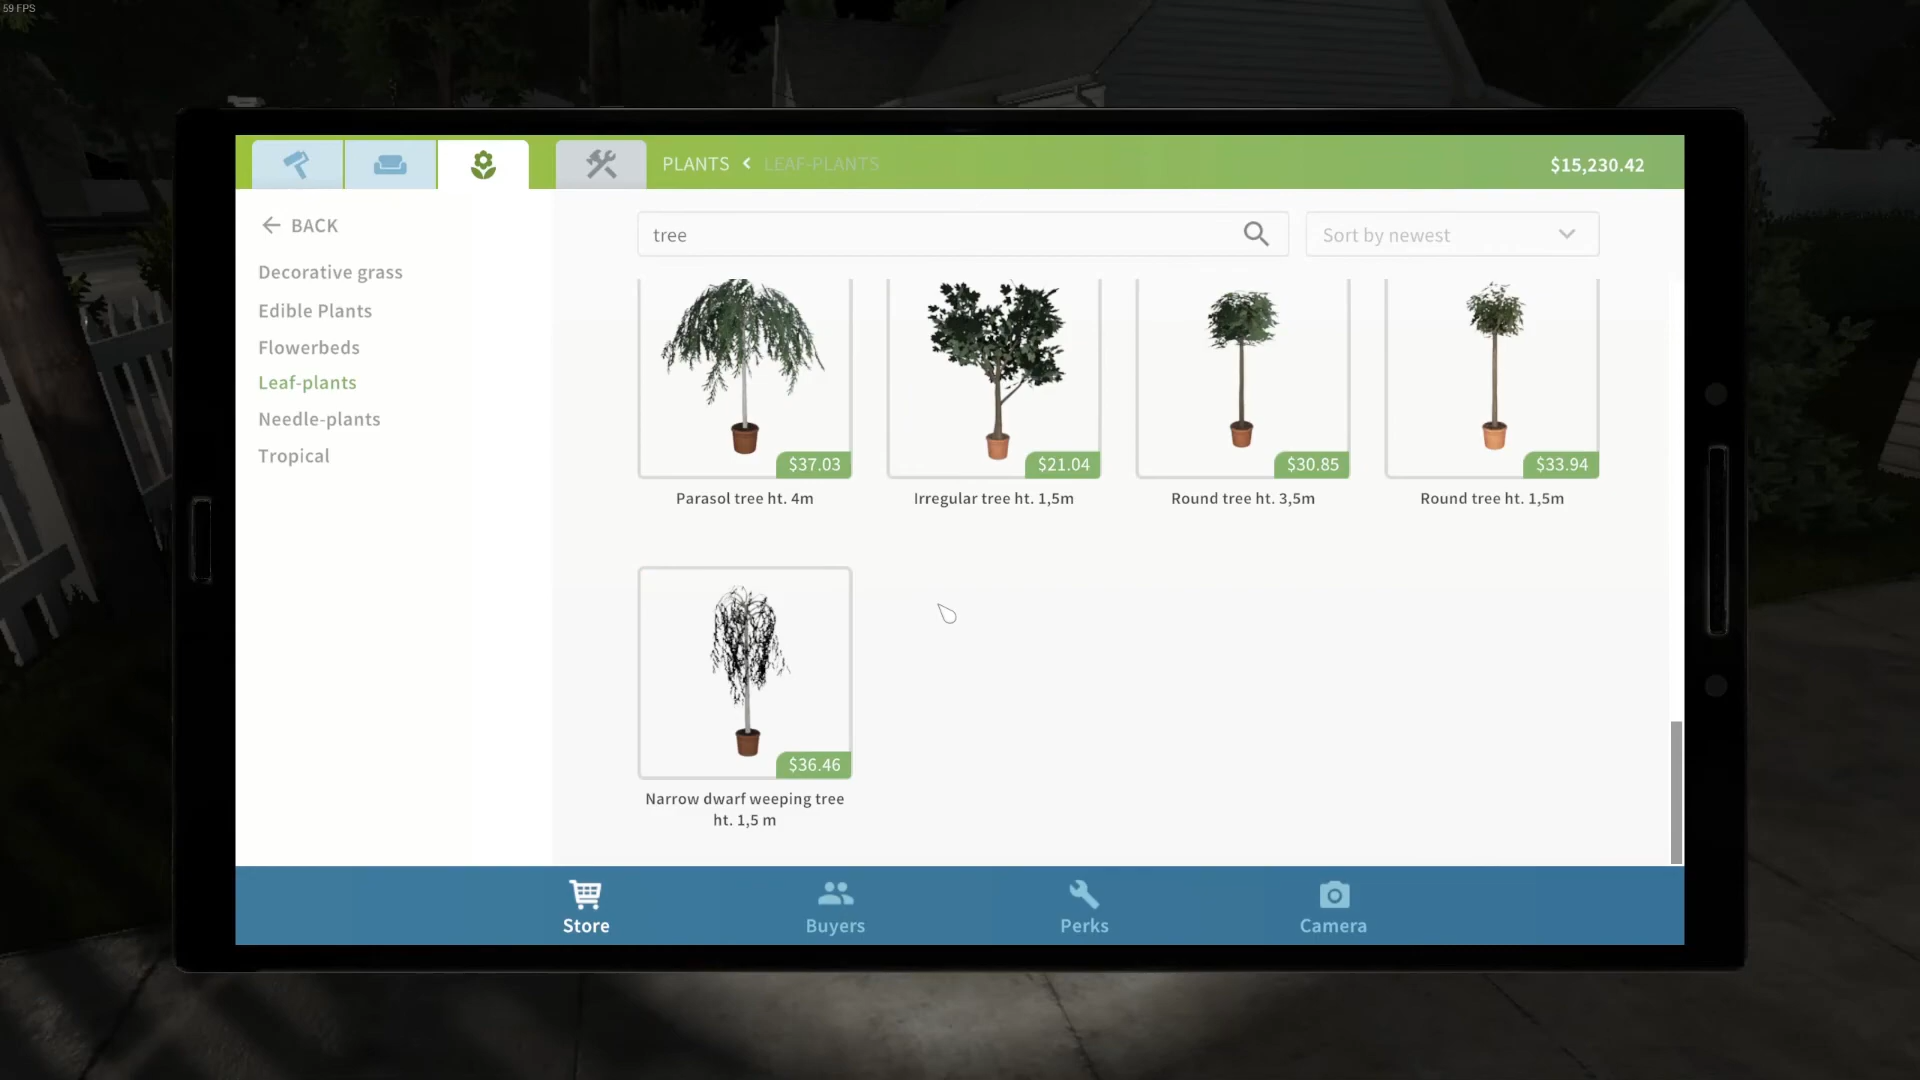 59 FPS
PLANTS < LEAF-PLANTS
$15,230.42
BACK
tree
Sort by newest
Decorative grass
Edible Plants
Flowerbeds
Leaf-plants
Needle-plants
Tropical
$37.03
$21.04
$30.85
$33.94
Parasol tree ht. 4m
Irregular tree ht. 1,5m
Round tree ht. 3,5m
Round tree ht. 1,5m
$36.46
Narrow dwarf weeping tree
ht. 1,5 m
Store
Buyers
Perks
Camera